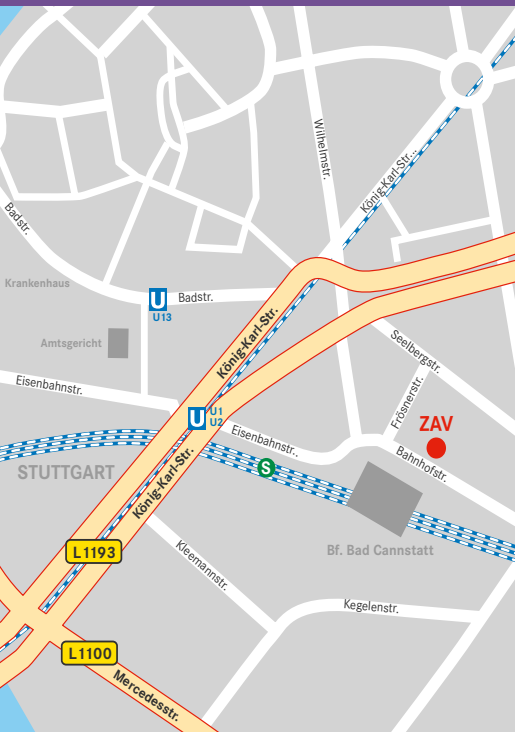 Wilhelmstr.
König-Karl-Str...
Badstr.
Krankenhaus
U
U13
Badstr.
König-Karl-Str.
Amtsgericht
Seelbergstr.
Eisenbahnstr.
Frösnerstr.
U
U1
U2
ZAV
Eisenbahnstr.
Bahnhofstr.
S
STUTTGART
König-Karl-Str.
L1193
Bf. Bad Cannstatt
Kleemannstr.
Kegelenstr.
L1100
Mercedesstr.